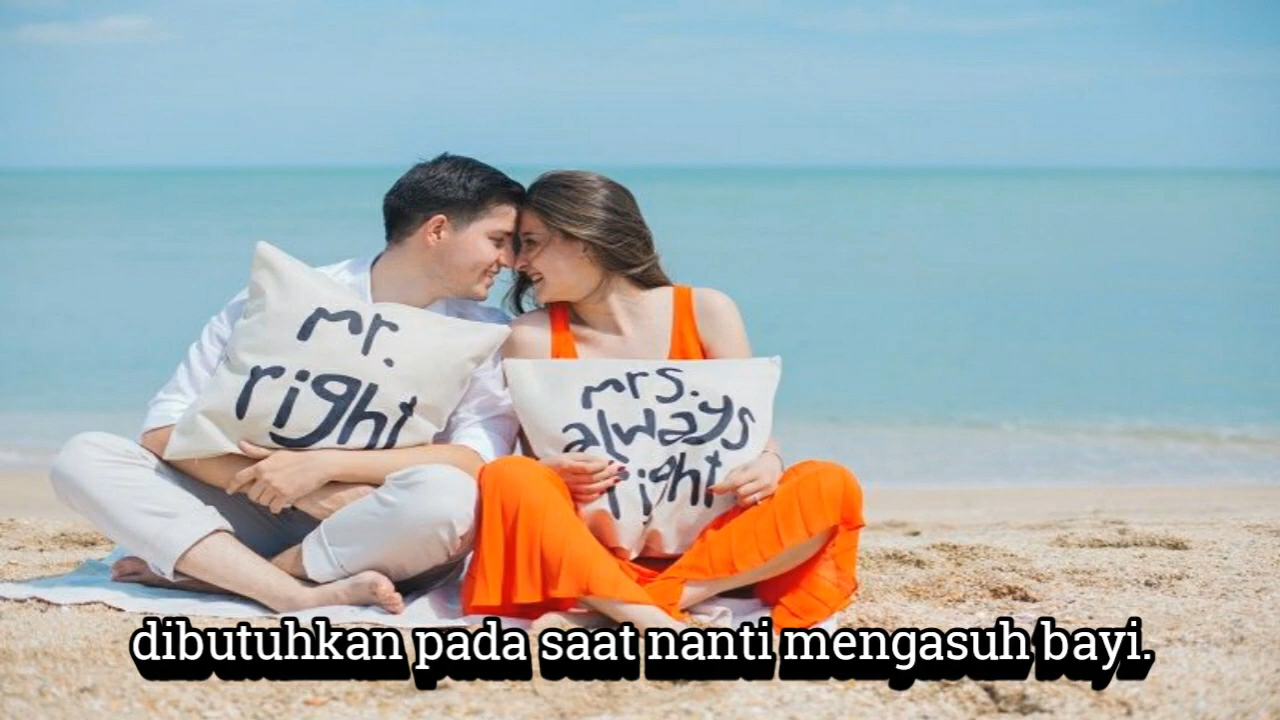 mr.
right
mrs.
always
right
dibutuhkan pada saat nanti mengasuh bayi.